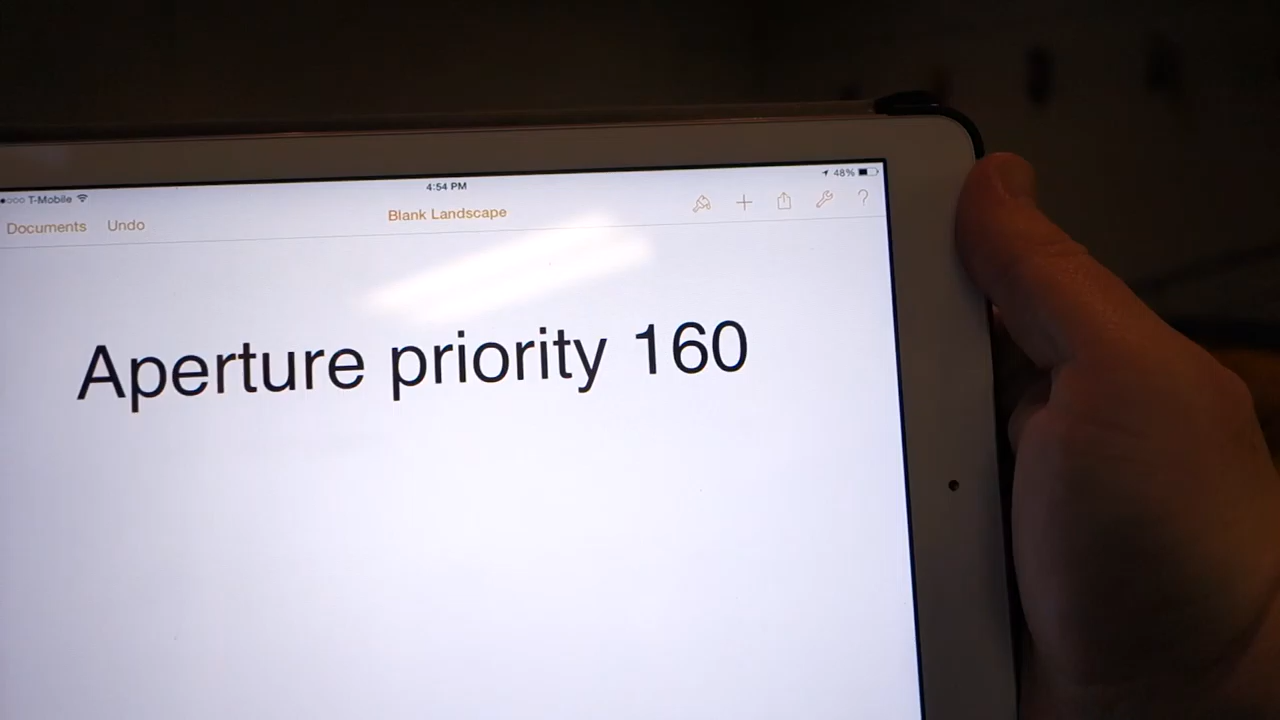 T-Mobile 4:54 PM 48%
Documents Undo Blank Landscape ?
Aperture priority 160